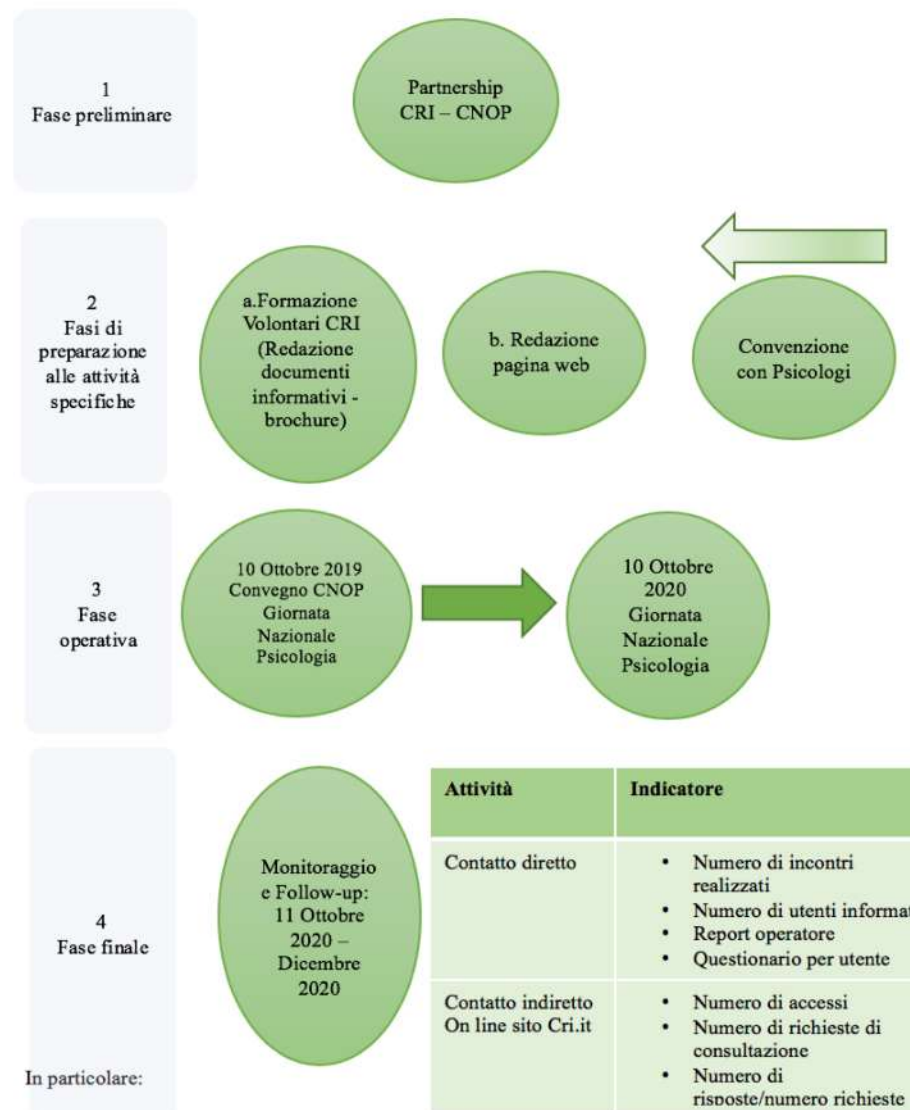 1
Fase preliminare
Partnership
CRI – CNOP
2
Fasi di
preparazione
alle attività
specifiche
a.Formazione
Volontari CRI
(Redazione
documenti
informativi -
brochure)
b. Redazione
pagina web
Convenzione
con Psicologi
3
Fase
operativa
10 Ottobre 2019
Convegno CNOP
Giornata
Nazionale
Psicologia
10 Ottobre
2020
Giornata
Nazionale
Psicologia
4
Fase finale
Monitoraggio
e Follow-up:
11 Ottobre
2020 –
Dicembre
2020
Attività
Indicatore
Contatto diretto
• Numero di incontri
realizzati
• Numero di utenti informat
• Report operatore
• Questionario per utente
Contatto indiretto
On line sito Cri.it
• Numero di accessi
• Numero di richieste di
consultazione
• Numero di
risposte/numero richieste
In particolare: